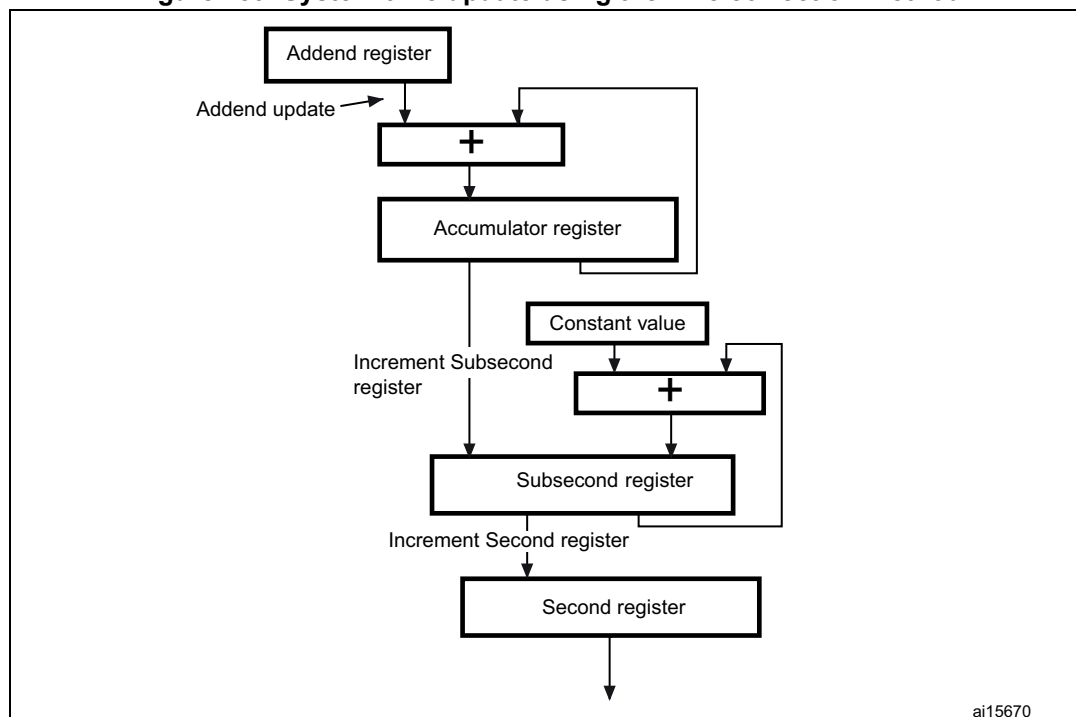 Addend register
Addend update
+
Accumulator register
Constant value
Increment Subsecond
register
+
Subsecond register
Increment Second register
Second register
ai15670